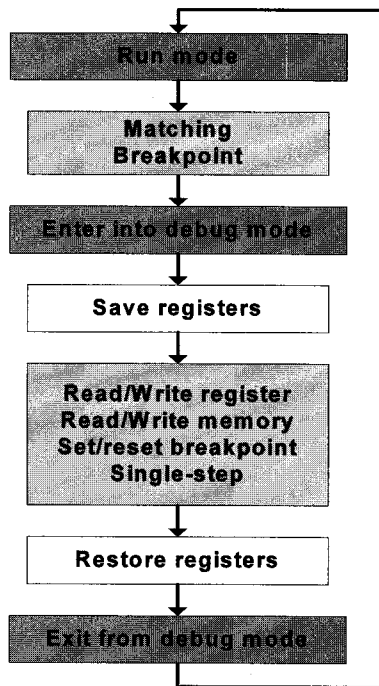 Run mode
Matching
Breakpoint
Enter into debug mode
Save registers
Read/Write register
Read/Write memory
Set/reset breakpoint
Single-step
Restore registers
Exit from debug mode